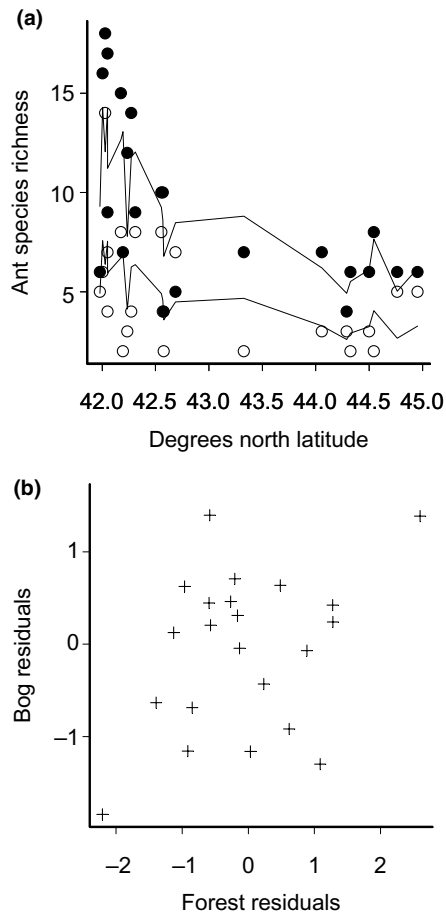 (a)
Ant species richness
15
10
5
42.0 42.5 43.0 43.5 44.0 44.5 45.0
Degrees north latitude
(b)
Bog residuals
1
0
−1
−2 −1 0 1 2
Forest residuals